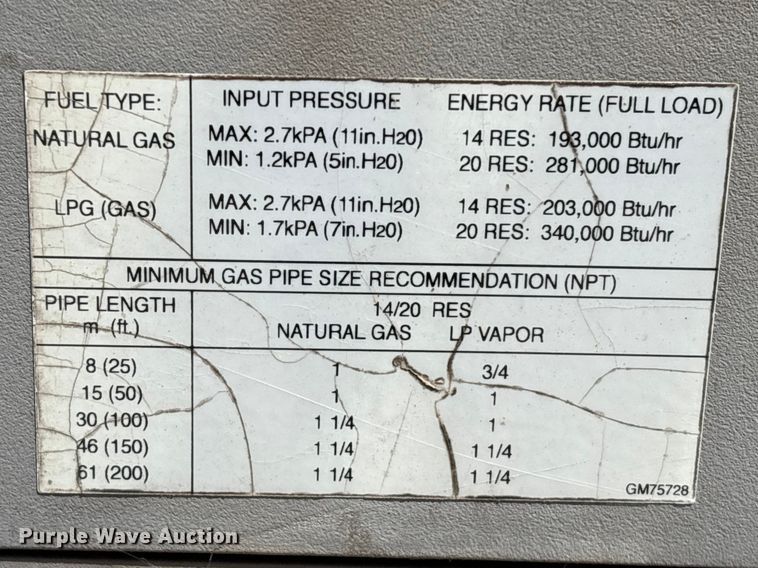 FUEL TYPE: INPUT PRESSURE ENERGY RATE (FULL LOAD)
NATURAL GAS MAX: 2.7kPA (11in.H20) 14 RES: 193,000 Btu/hr
MIN: 1.2kPA (5in.H20) 20 RES: 281,000 Btu/hr
LPG (GAS) MAX: 2.7kPA (11in.H20) 14 RES: 203,000 Btu/hr
MIN: 1.7kPA (7in.H20) 20 RES: 340,000 Btu/hr
MINIMUM GAS PIPE SIZE RECOMMENDATION (NPT)
PIPE LENGTH 14/20 RES
m (ft.) NATURAL GAS LP VAPOR
8 (25) 1 3/4
15 (50) 1 1
30 (100) 1 1/4 1
46 (150) 1 1/4 1 1/4
61 (200) 1 1/4 1 1/4
GM75728
Purple Wave Auction